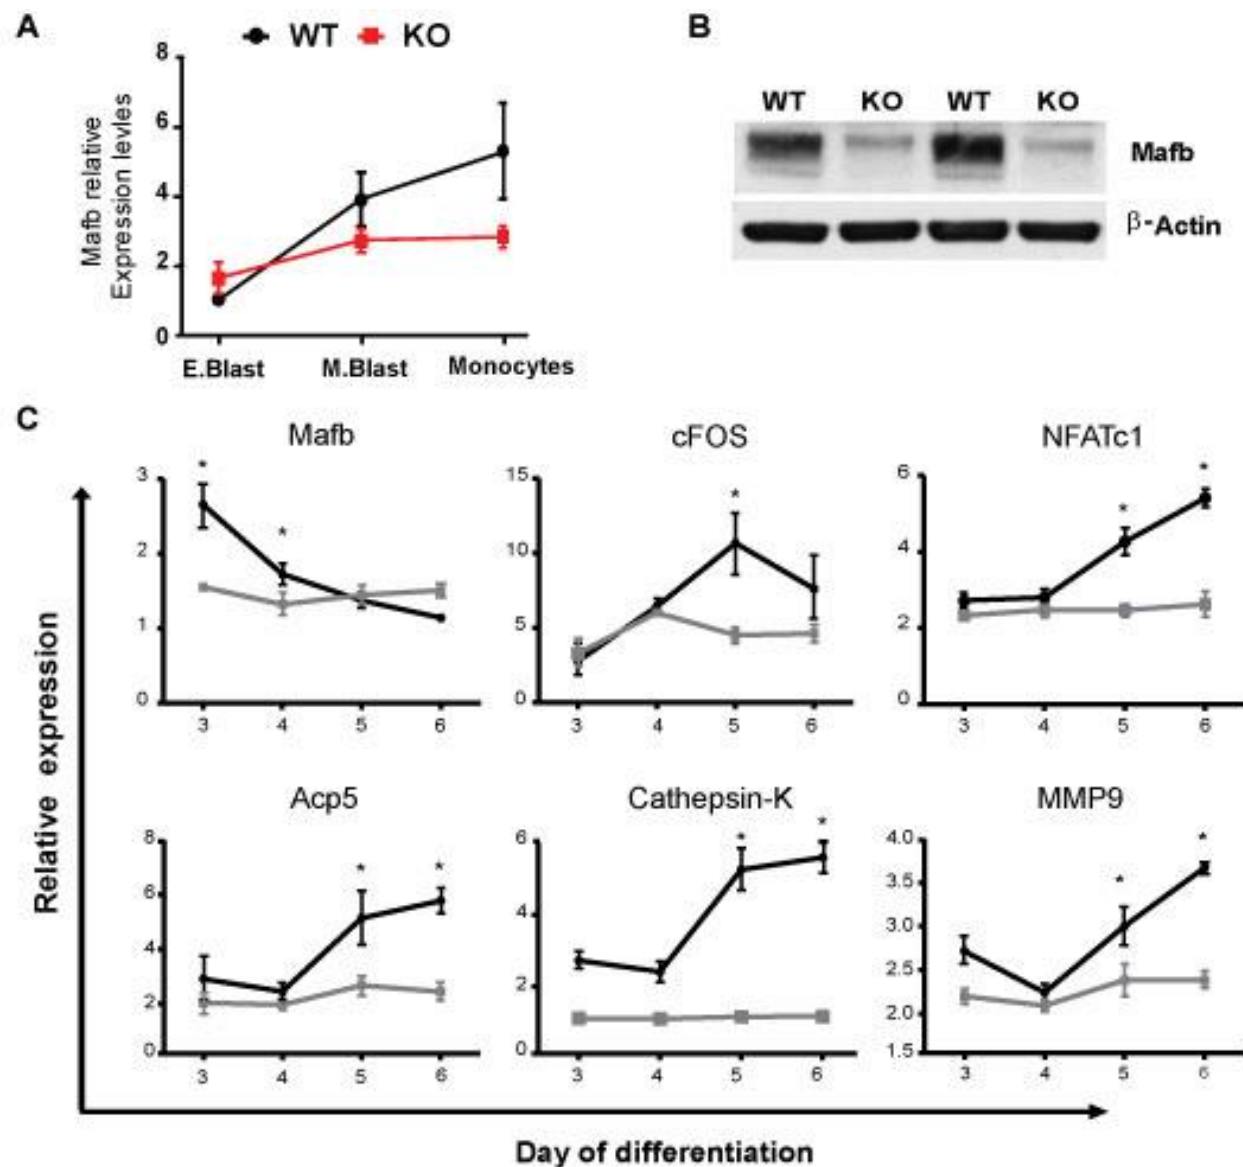 A
WT KO
8
6
4
2
0
Mafb relative
Expression levles
E.Blast M.Blast Monocytes
B
WT KO WT KO
Mafb
β-Actin
C
Relative expression
Mafb
*
*
3
2
1
0
3 4 5 6
cFOS
*
15
10
5
0
3 4 5 6
NFATc1
*
*
6
4
2
0
3 4 5 6
Acp5
*
*
8
6
4
2
0
3 4 5 6
Cathepsin-K
*
*
6
4
2
0
3 4 5 6
MMP9
*
*
4.0
3.5
3.0
2.5
2.0
1.5
3 4 5 6
Day of differentiation